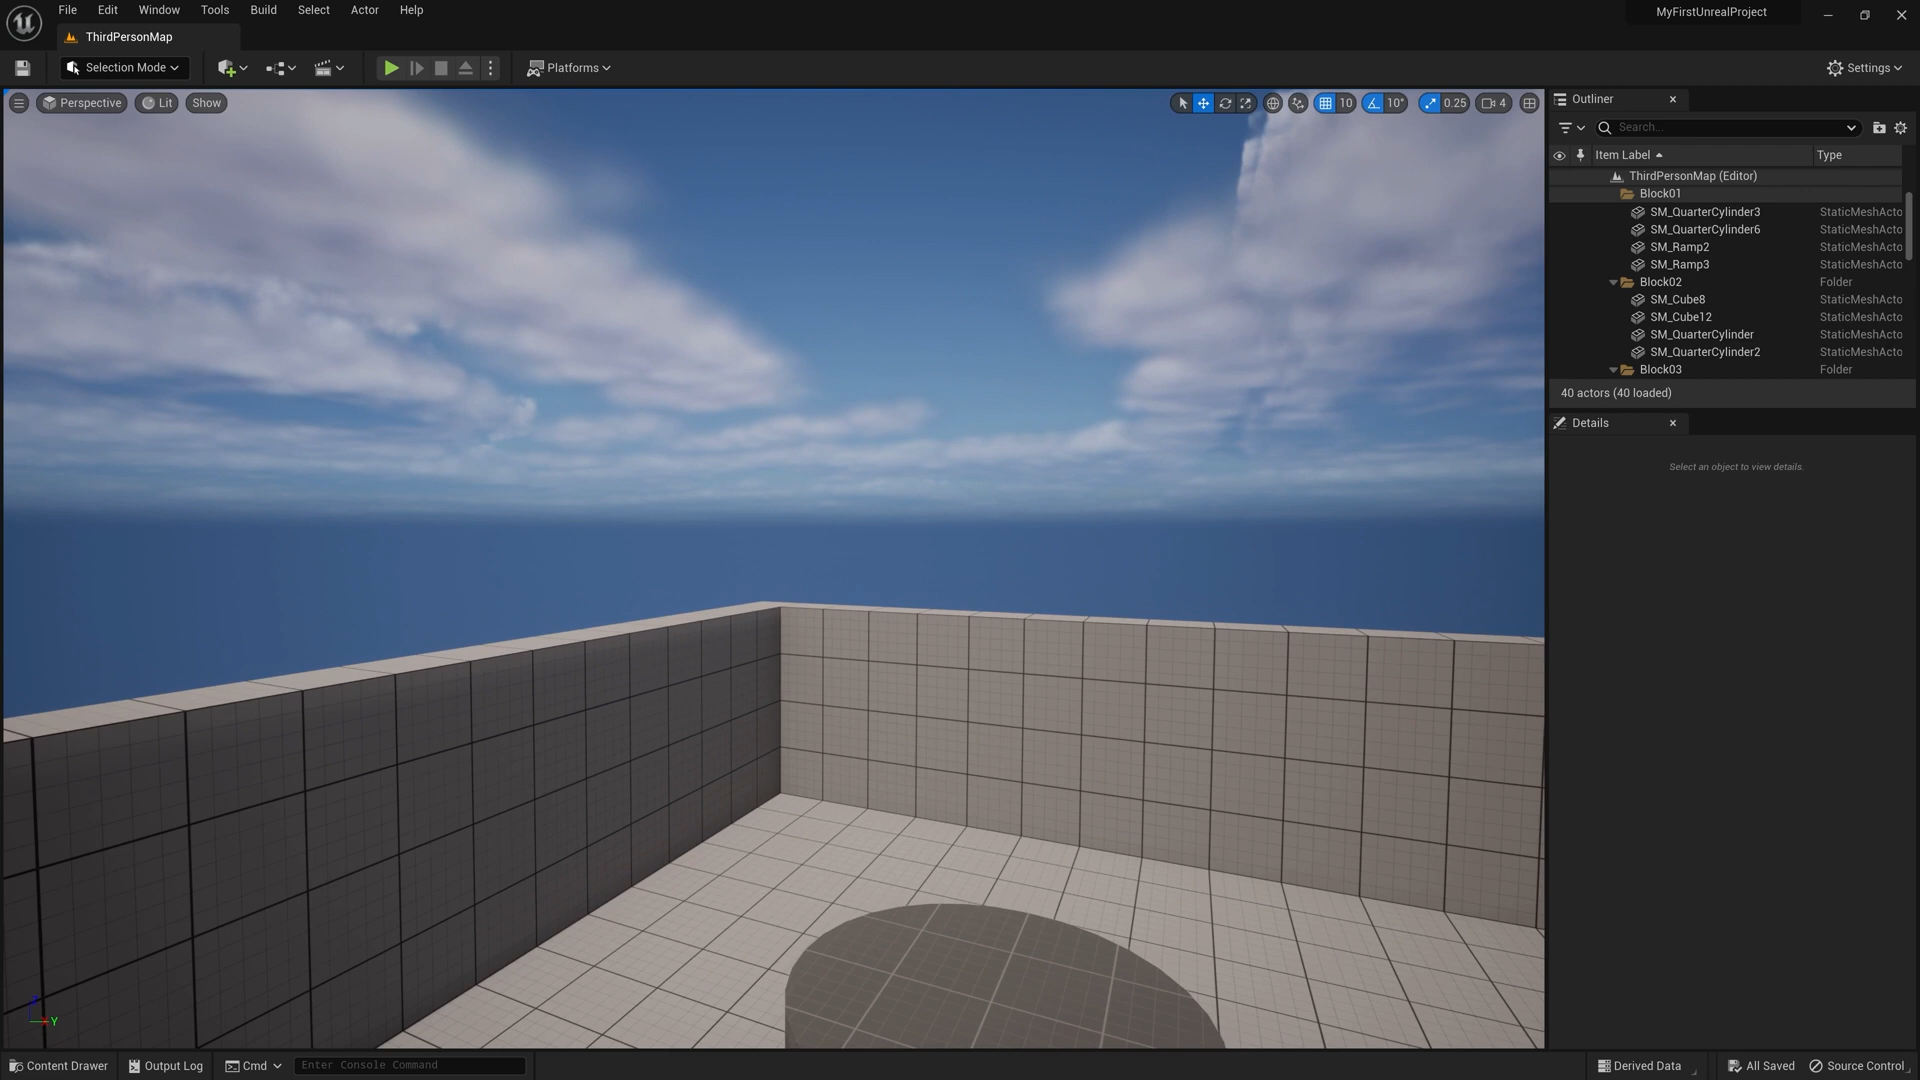 File Edit Window Tools Build Select Actor Help
MyFirstUnrealProject
ThirdPersonMap
Selection Mode
Platforms
Settings
Perspective Lit Show
10 10° 0.25 4
Outliner
Search...
Item Label Type
ThirdPersonMap (Editor)
Block01
SM_QuarterCylinder3 StaticMeshActo
SM_QuarterCylinder6 StaticMeshActo
SM_Ramp2 StaticMeshActo
SM_Ramp3 StaticMeshActo
Block02 Folder
SM_Cube8 StaticMeshActo
SM_Cube12 StaticMeshActo
SM_QuarterCylinder StaticMeshActo
SM_QuarterCylinder2 StaticMeshActo
Block03 Folder
40 actors (40 loaded)
Details
Select an object to view details.
Z
Y
Content Drawer Output Log Cmd Enter Console Command Derived Data All Saved Source Control